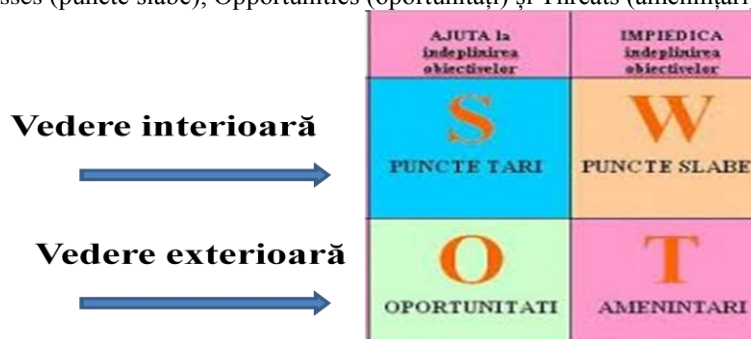 sses (puncte slabe), Opportunities (oportunități) și Threats (amenințări
AJUTA la
indeplinirea
obiectivelor
IMPIEDICA
indeplinirea
obiectivelor
Vedere interioară
S
PUNCTE TARI
W
PUNCTE SLABE
Vedere exterioară
O
OPORTUNITATI
T
AMENINTARI